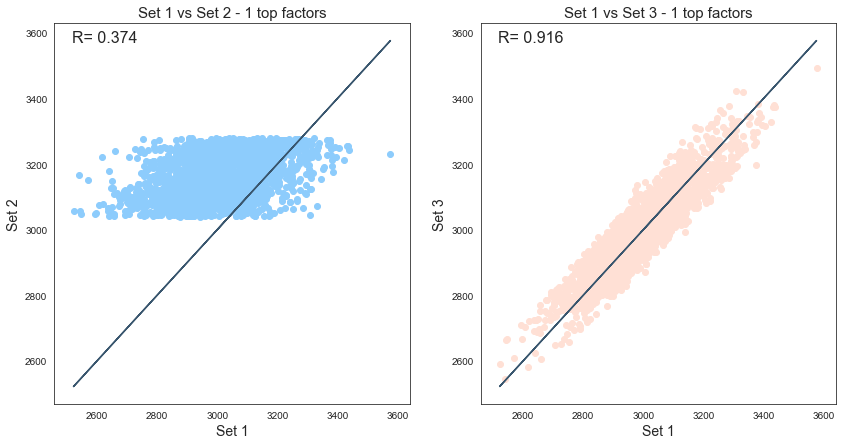 Set 1 vs Set 2 - 1 top factors
R= 0.374
3600
3400
3200
3000
2800
2600
Set 2
2600 2800 3000 3200 3400 3600
Set 1
Set 1 vs Set 3 - 1 top factors
R= 0.916
3600
3400
3200
3000
2800
2600
Set 3
2600 2800 3000 3200 3400 3600
Set 1